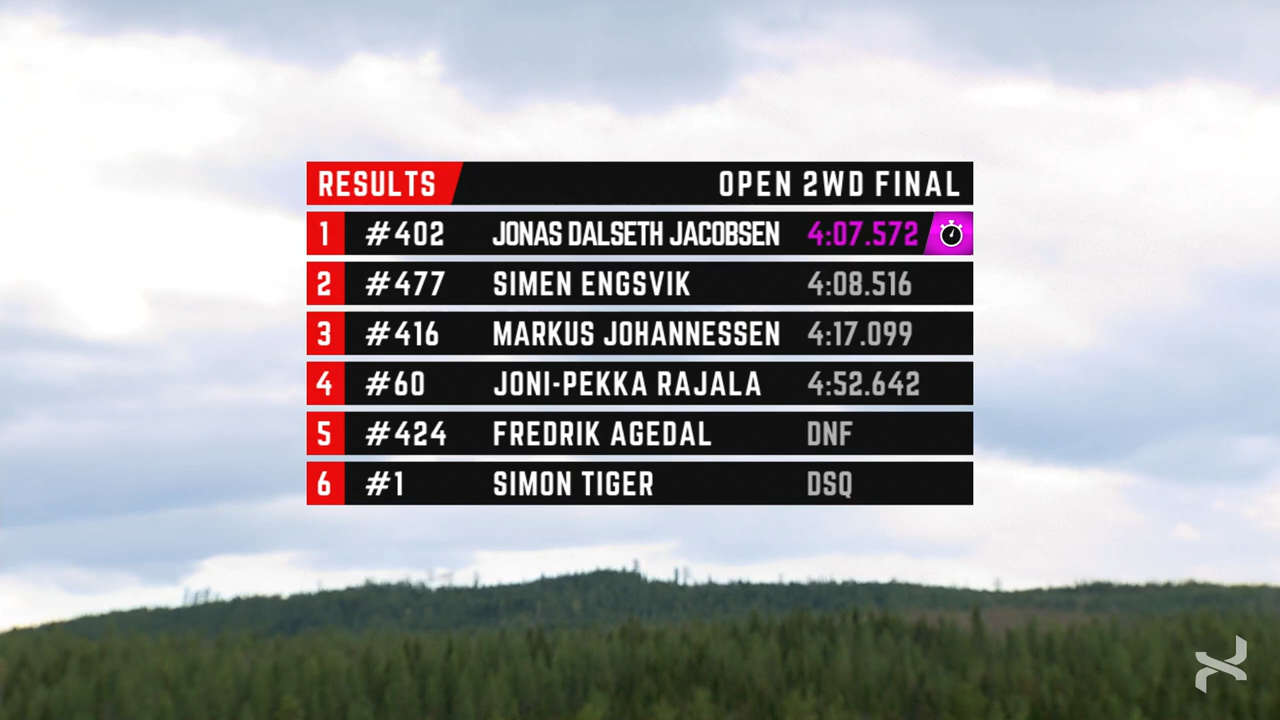 RESULTS OPEN 2WD FINAL
1 #402 JONAS DALSETH JACOBSEN 4:07.572
2 #477 SIMEN ENGSVIK 4:08.516
3 #416 MARKUS JOHANNESSEN 4:17.099
4 #60 JONI-PEKKA RAJALA 4:52.642
5 #424 FREDRIK AGEDAL DNF
6 #1 SIMON TIGER DSQ